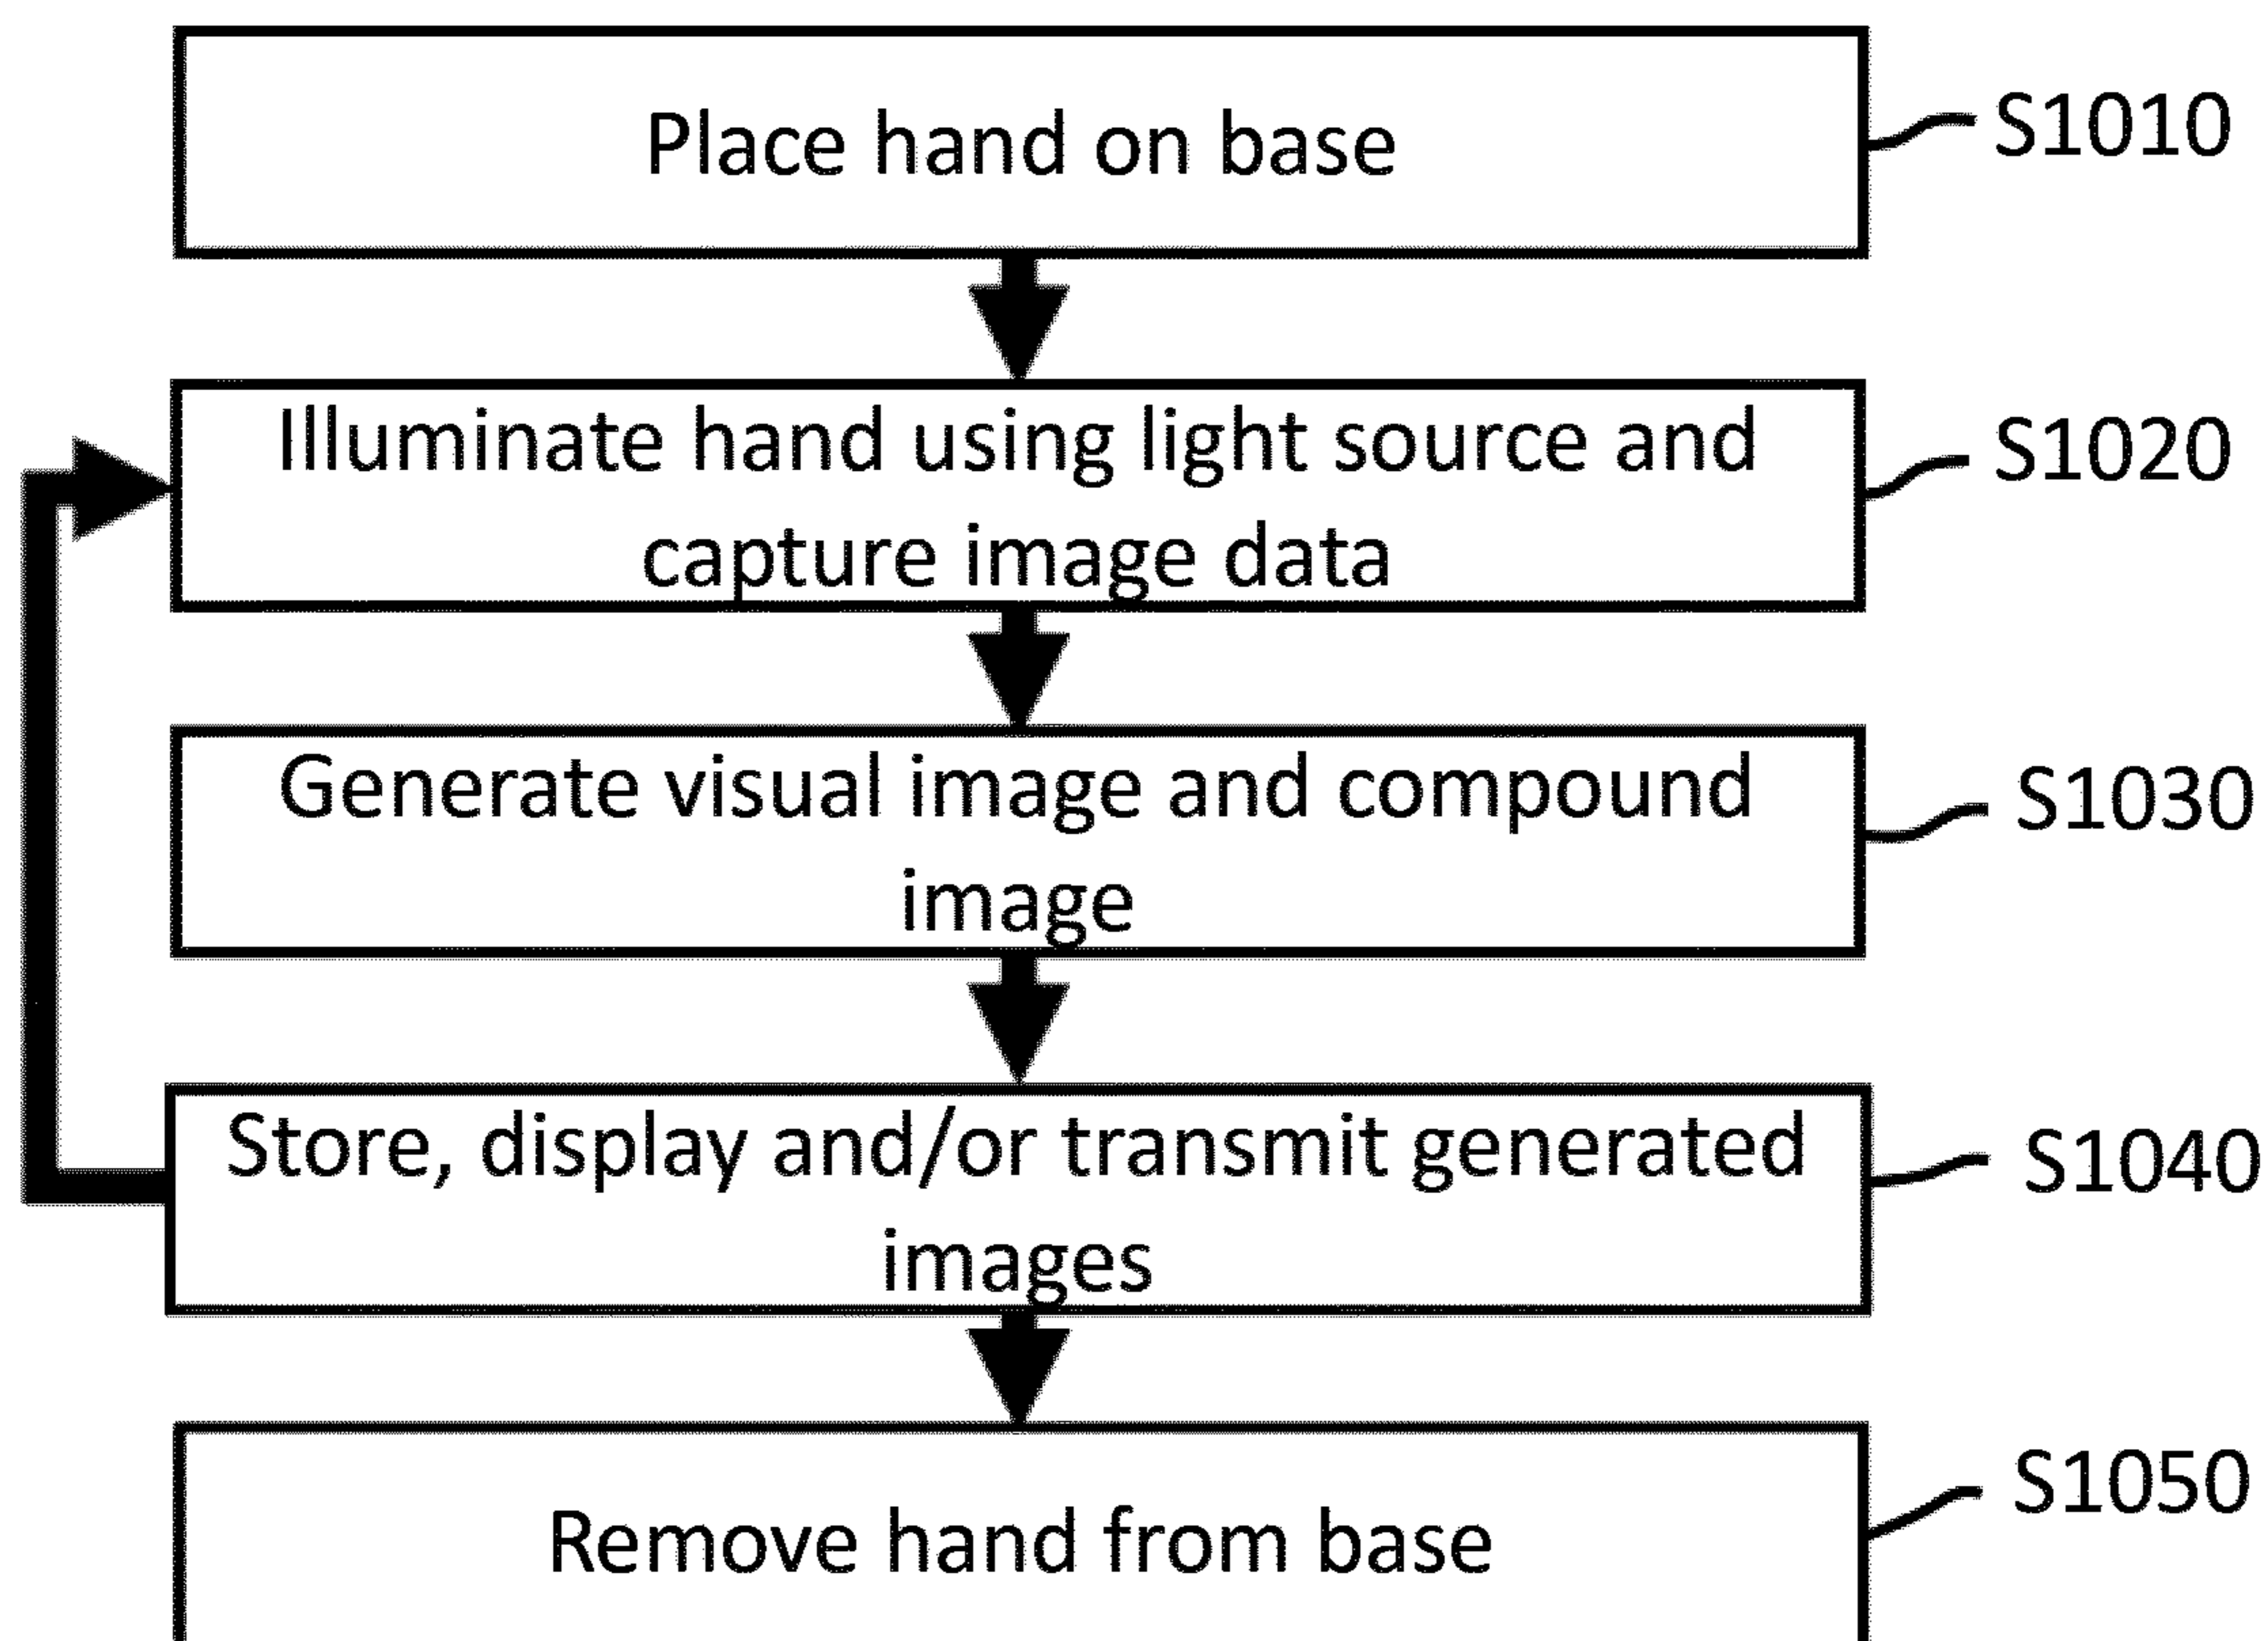 Place hand on base
S1010
Illuminate hand using light source and
capture image data
S1020
Generate visual image and compound
image
S1030
Store, display and/or transmit generated
images
S1040
Remove hand from base
S1050